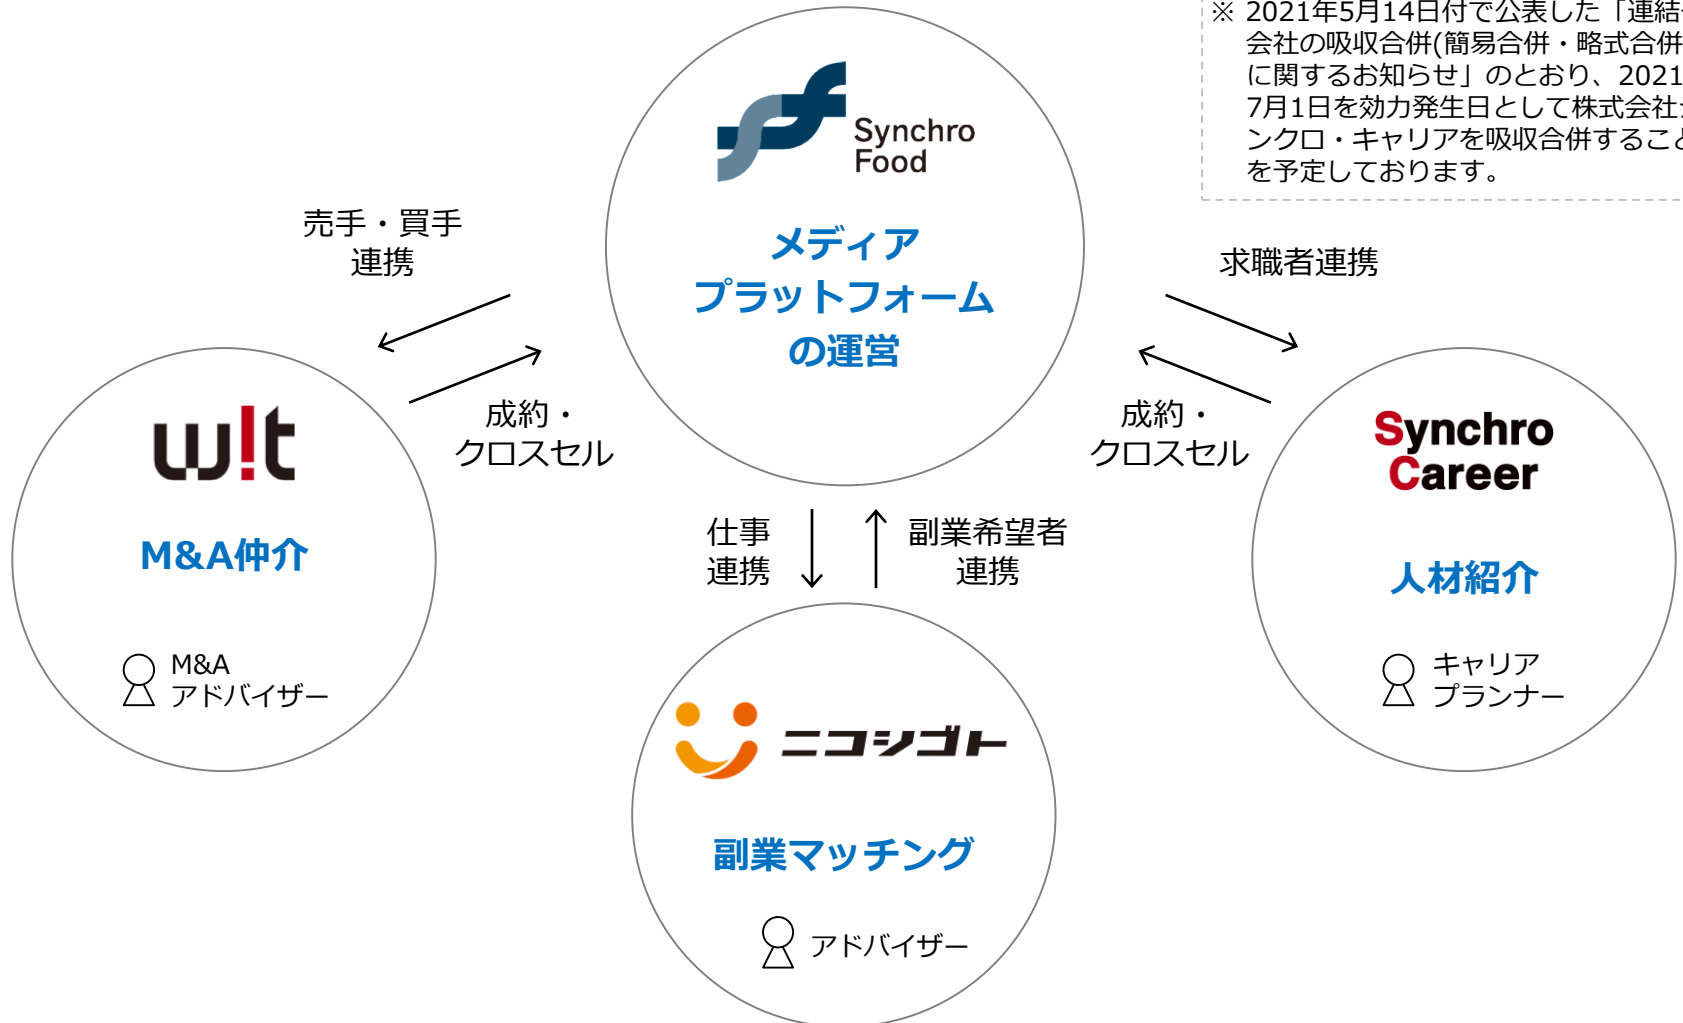 ※ 2021年5月14日付で公表した「連結
会社の吸収合併(簡易合併・略式合併
に関するお知らせ」のとおり、2021
7月1日を効力発生日として株式会社
ンクロ・キャリアを吸収合併すること
を予定しております。
Synchro
Food
メディア
プラットフォーム
の運営
売手・買手
連携
成約・
クロスセル
求職者連携
成約・
クロスセル
w!t
M&A仲介
M&A
アドバイザー
仕事
連携
副業希望者
連携
Synchro
Career
人材紹介
キャリア
プランナー
ニコシゴト
副業マッチング
アドバイザー